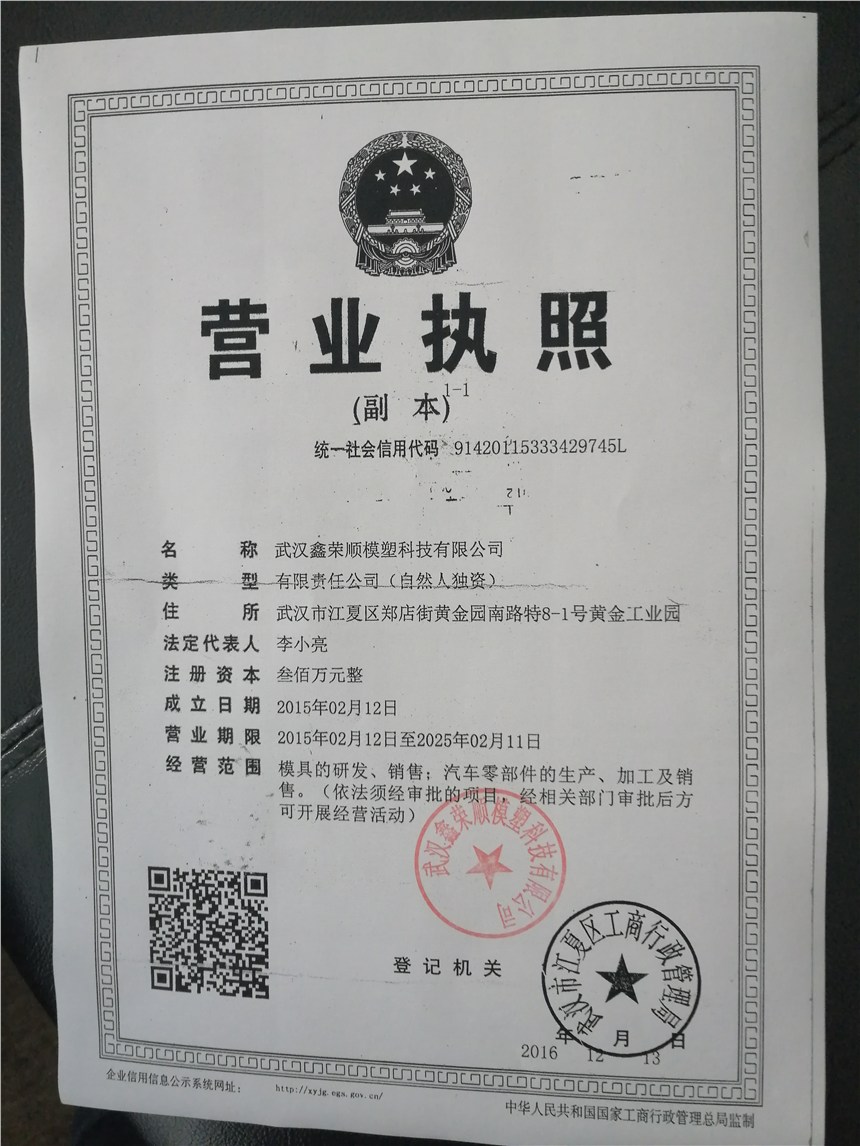 营业执照
(副 本) 1-1
统一社会信用代码 91420115333429745L
名称 武汉鑫荣顺模塑科技有限公司
类型 有限责任公司（自然人独资）
住所 武汉市江夏区郑店街黄金园南路特8-1号黄金工业园
法定代表人 李小亮
注册资本 叁佰万元整
成立日期 2015年02月12日
营业期限 2015年02月12日至2025年02月11日
经营范围 模具的研发、销售；汽车零部件的生产、加工及销
售。（依法须经审批的项目，经相关部门审批后方
可开展经营活动）
武汉鑫荣顺模塑科技有限公司
登记机关
武汉市江夏区工商行政管理局
年 月 日
2016 12 13
企业信用信息公示系统网址： http://xyjg.egs.gov.cn/
中华人民共和国国家工商行政管理总局监制